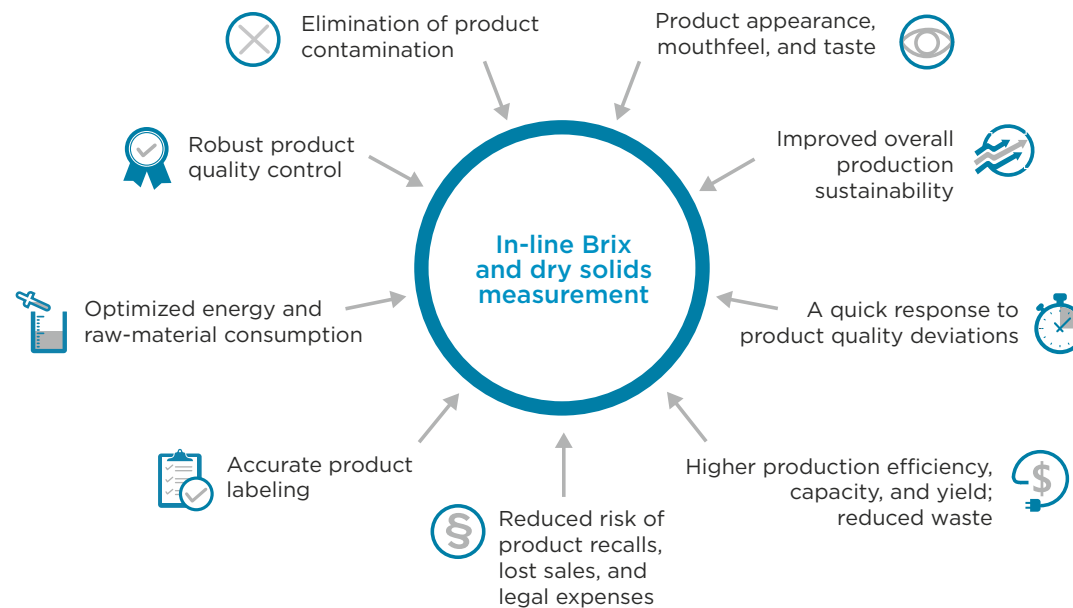 Elimination of product
contamination
Product appearance,
mouthfeel, and taste
Robust product
quality control
Improved overall
production
sustainability
In-line Brix
and dry solids
measurement
Optimized energy and
raw-material consumption
A quick response to
product quality deviations
Accurate product
labeling
Higher production efficiency,
capacity, and yield;
reduced waste
$
§
Reduced risk of
product recalls,
lost sales, and
legal expenses